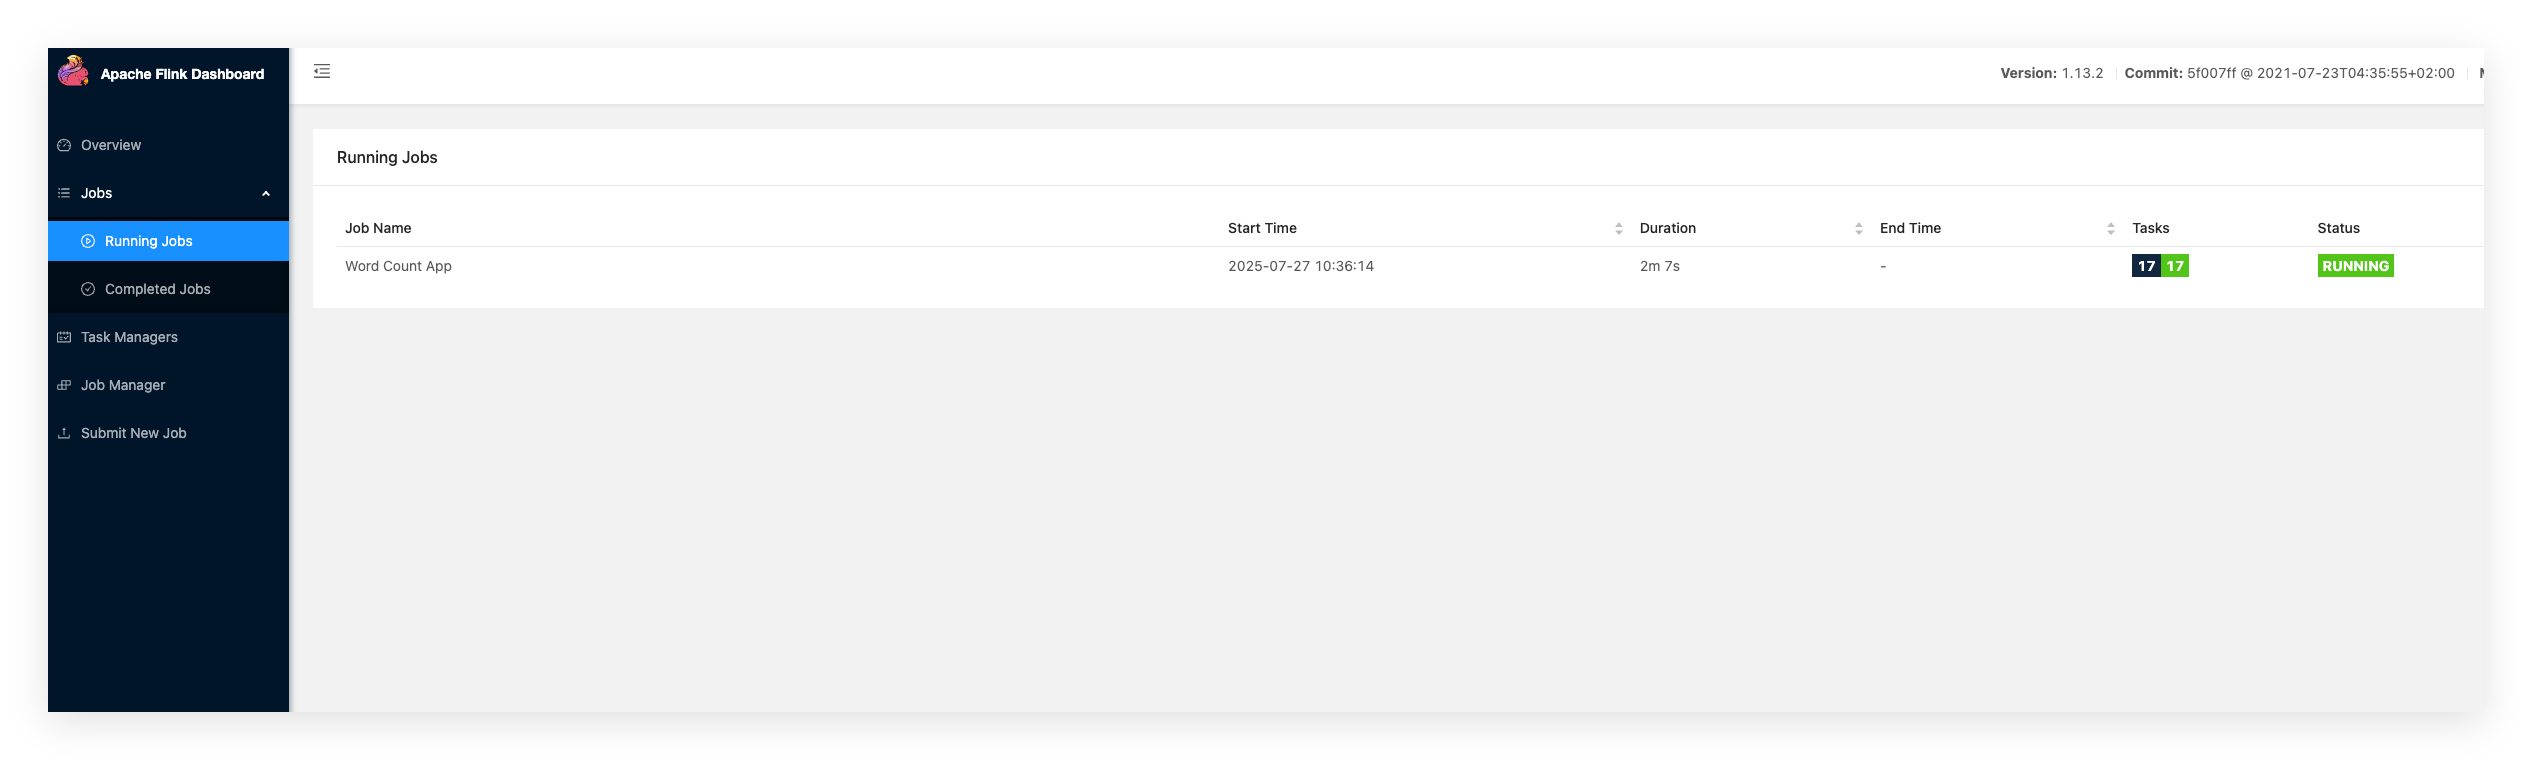 Apache Flink Dashboard
Version: 1.13.2 Commit: 5f007ff @ 2021-07-23T04:35:55+02:00
Overview
Jobs
Running Jobs
Completed Jobs
Task Managers
Job Manager
Submit New Job
Running Jobs
Job Name Start Time Duration End Time Tasks Status
Word Count App 2025-07-27 10:36:14 2m 7s - 17 17 RUNNING